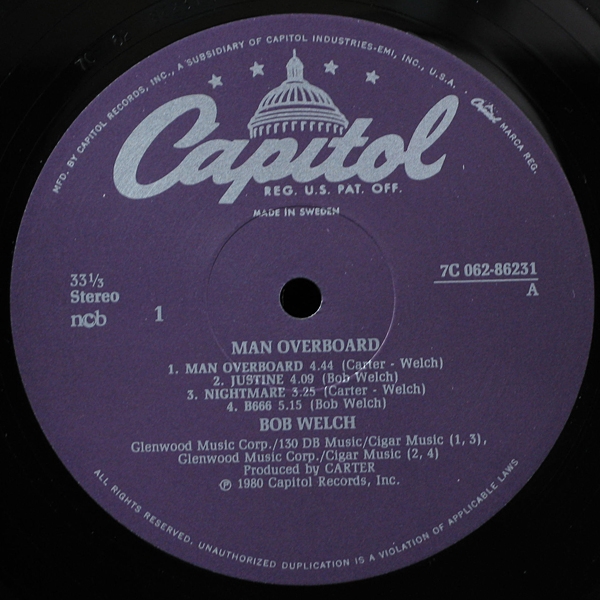 MFD. BY CAPITOL RECORDS, INC., A SUBSIDIARY OF CAPITOL INDUSTRIES-EMI, INC., U.S.A. . Capitol MARCA REG.
Capitol
REG. U.S. PAT. OFF.
MADE IN SWEDEN
33 1/3
Stereo
ncb
1
7C 062-86231
A
MAN OVERBOARD
1. MAN OVERBOARD 4.44 (Carter - Welch)
2. JUSTINE 4.09 (Bob Welch)
3. NIGHTMARE 3.25 (Carter - Welch)
4. B666 5.15 (Bob Welch)
BOB WELCH
Glenwood Music Corp./130 DB Music/Cigar Music (1, 3),
Glenwood Music Corp./Cigar Music (2, 4)
Produced by CARTER
℗ 1980 Capitol Records, Inc.
ALL RIGHTS RESERVED. UNAUTHORIZED DUPLICATION IS A VIOLATION OF APPLICABLE LAWS